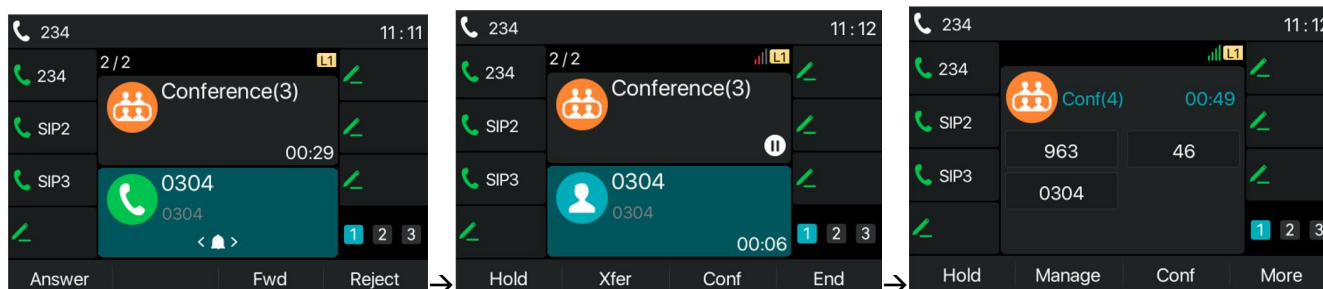 234 11:11
2/2 L1
234
Conference(3)
SIP2
00:29
SIP3
0304
0304
< >
1 2 3
Answer Fwd Reject
→
234 11:12
2/2 L1
234
Conference(3)
SIP2
SIP3
0304
0304
00:06
1 2 3
Hold Xfer Conf End
→
234 11:12
L1
234
Conf(4) 00:49
SIP2
963 46
SIP3
0304
1 2 3
Hold Manage Conf More